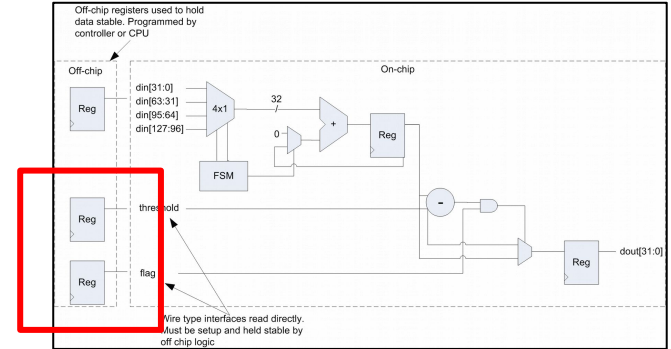 Off-chip registers used to hold
data stable. Programmed by
controller or CPU
Off-chip
On-chip
Reg
din[31:0]
din[63:31]
din[95:64]
din[127:96]
4x1
32
0
+
Reg
FSM
Reg
threshold
-
Reg
flag
Reg
dout[31:0]
Wire type interfaces read directly.
Must be setup and held stable by
off chip logic